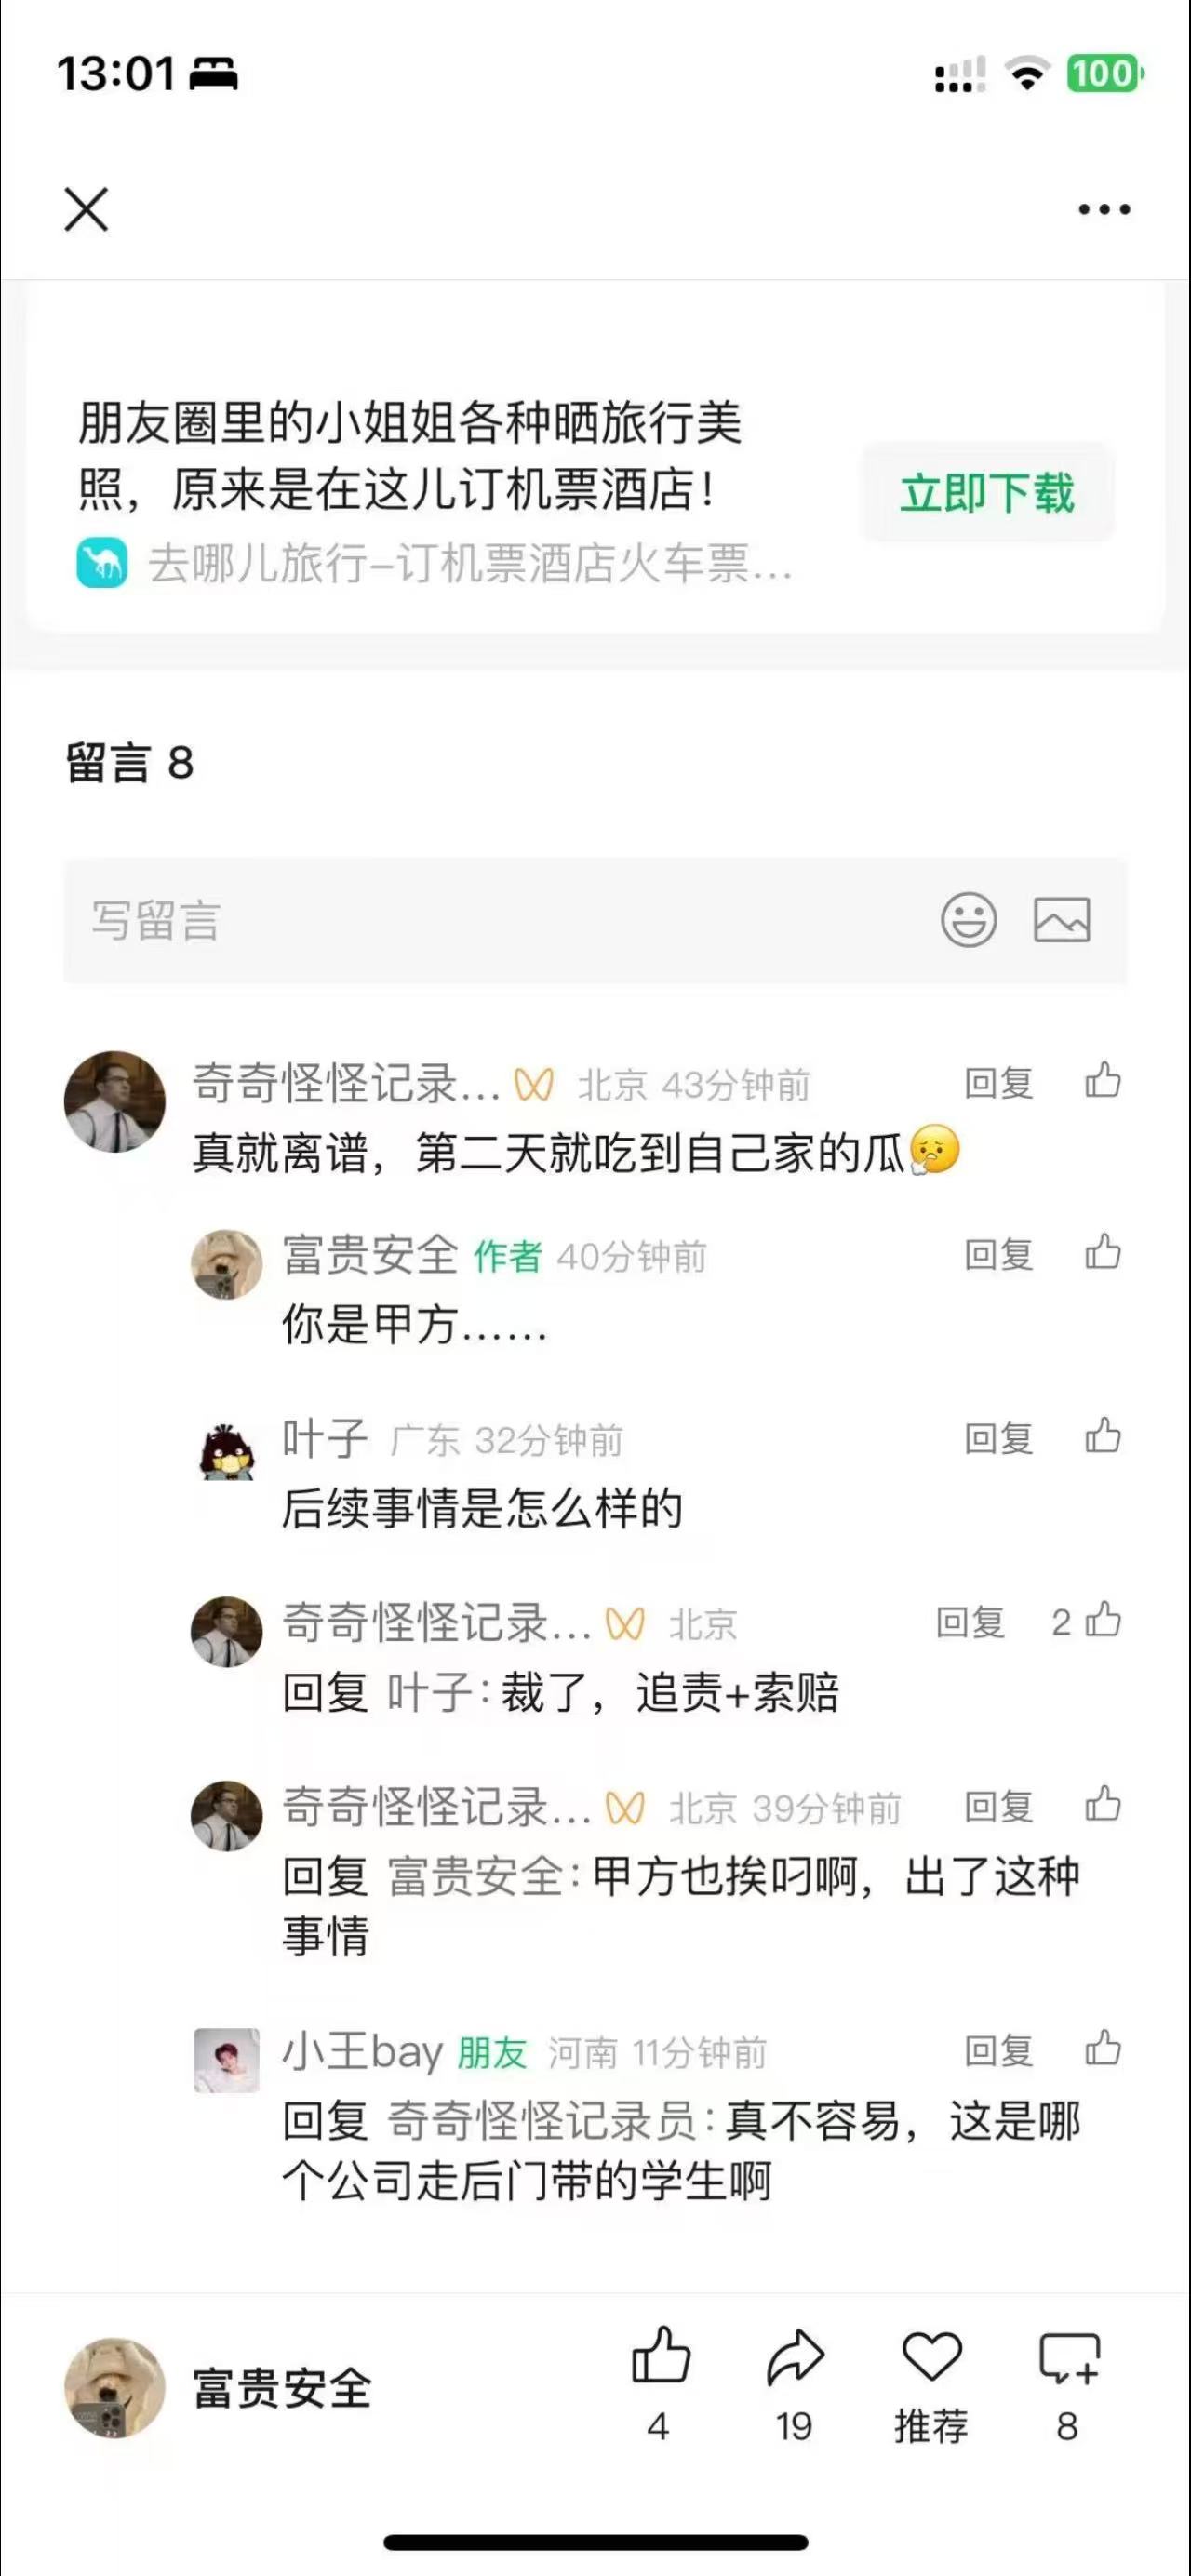 13:01
100
朋友圈里的小姐姐各种晒旅行美
照，原来是在这儿订机票酒店！
立即下载
去哪儿旅行-订机票酒店火车票...
留言 8
写留言
奇奇怪怪记录... 北京 43分钟前 回复
真就离谱，第二天就吃到自己家的瓜😮‍💨
富贵安全 作者 40分钟前 回复
你是甲方......
叶子 广东 32分钟前 回复
后续事情是怎么样的
奇奇怪怪记录... 北京 回复 2
回复 叶子：裁了，追责+索赔
奇奇怪怪记录... 北京 39分钟前 回复
回复 富贵安全：甲方也挨叼啊，出了这种
事情
小王bay 朋友 河南 11分钟前 回复
回复 奇奇怪怪记录员：真不容易，这是哪
个公司走后门带的学生啊
富贵安全
4 19 推荐 8